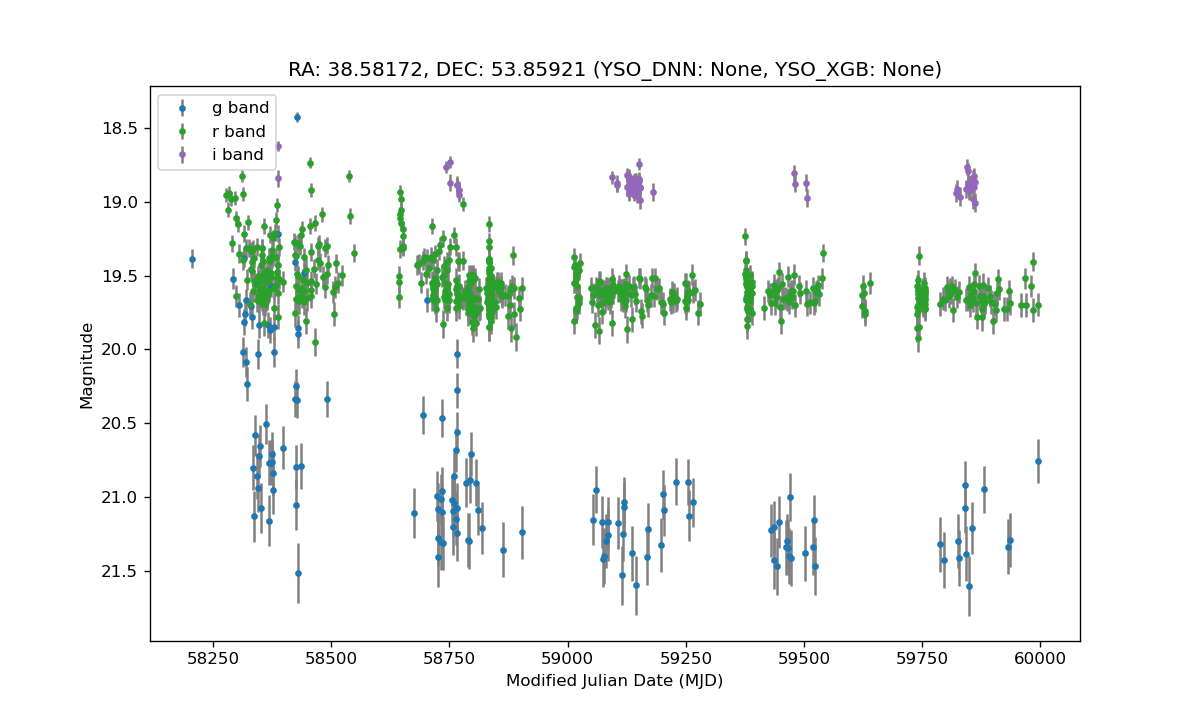 RA: 38.58172, DEC: 53.85921 (YSO_DNN: None, YSO_XGB: None)
g band
r band
i band
18.5
19.0
19.5
20.0
20.5
21.0
21.5
Magnitude
58250 58500 58750 59000 59250 59500 59750 60000
Modified Julian Date (MJD)